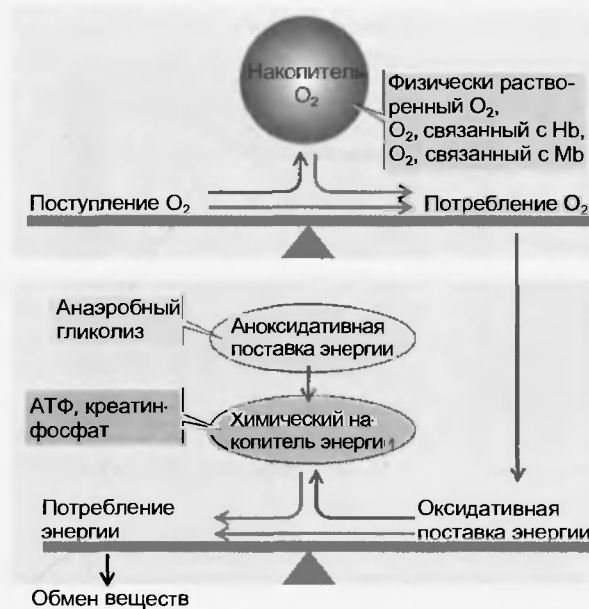 Накопитель
O₂
Физически раство-
ренный O₂,
O₂, связанный с Hb,
O₂, связанный с Mb
Поступление O₂
Потребление O₂
Анаэробный
гликолиз
Аноксидативная
поставка энергии
АТФ, креатин-
фосфат
Химический на-
копитель энергии
Потребление
энергии
Оксидативная
поставка энергии
Обмен веществ